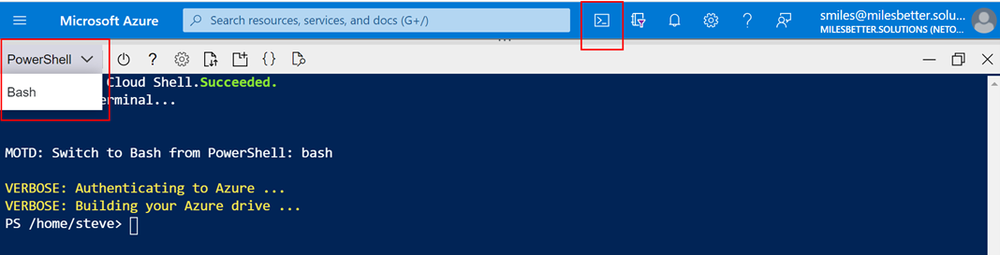 Microsoft Azure
Search resources, services, and docs (G+/)
smiles@milesbetter.solu...
MILESBETTER.SOLUTIONS (NETO...
PowerShell
Bash
Cloud Shell.Succeeded.
erminal...
MOTD: Switch to Bash from PowerShell: bash
VERBOSE: Authenticating to Azure ...
VERBOSE: Building your Azure drive ...
PS /home/steve>